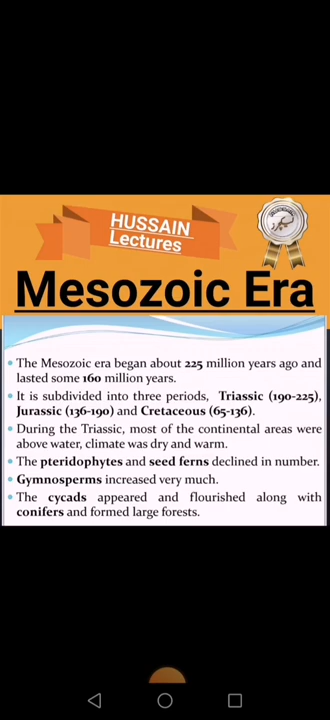 HUSSAIN
Lectures
Mesozoic Era
• The Mesozoic era began about 225 million years ago and
lasted some 160 million years.
• It is subdivided into three periods, Triassic (190-225),
Jurassic (136-190) and Cretaceous (65-136).
• During the Triassic, most of the continental areas were
above water, climate was dry and warm.
• The pteridophytes and seed ferns declined in number.
• Gymnosperms increased very much.
• The cycads appeared and flourished along with
conifers and formed large forests.